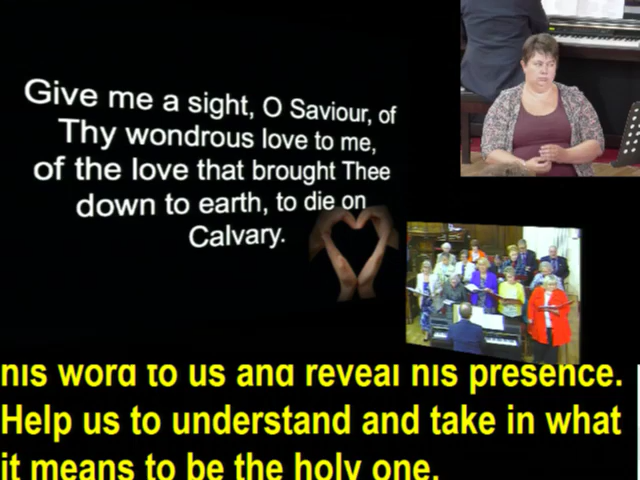 Give me a sight, O Saviour, of
Thy wondrous love to me,
of the love that brought Thee
down to earth, to die on
Calvary.
his word to us and reveal his presence.
Help us to understand and take in what
it means to be the holy one.